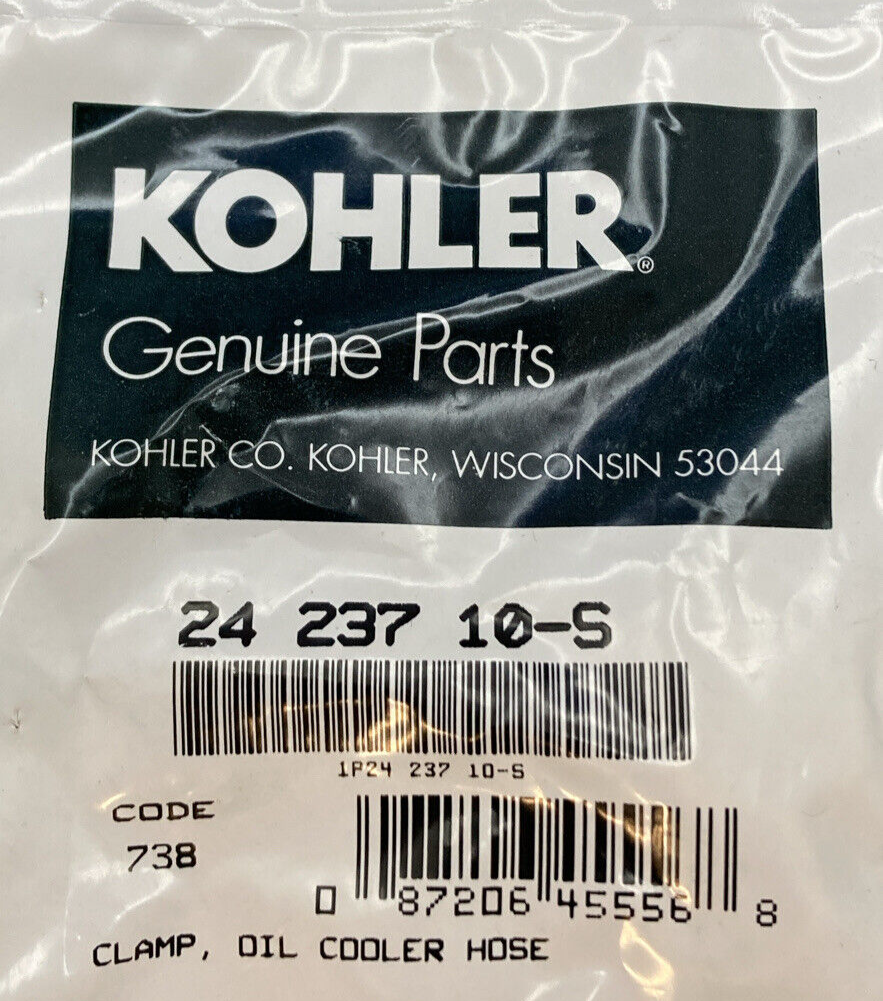 KOHLER®
Genuine Parts
KOHLER CO. KOHLER, WISCONSIN 53044
24 237 10-S
1P24 237 10-S
CODE
738
0 87206 45556 8
CLAMP, OIL COOLER HOSE